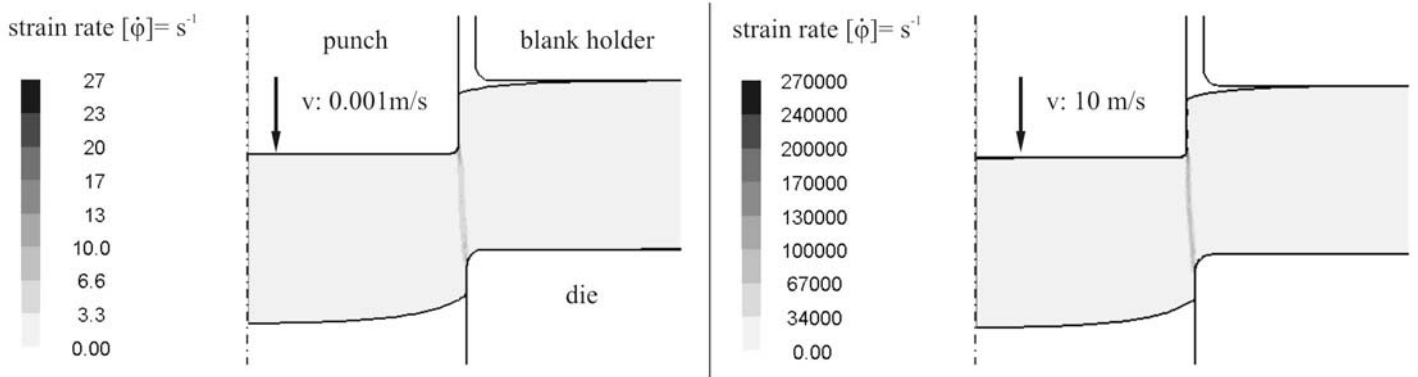 strain rate [φ̇]= s⁻¹
punch
blank holder
v: 0.001m/s
27
23
20
17
13
10.0
6.6
3.3
0.00
die
strain rate [φ̇]= s⁻¹
v: 10 m/s
270000
240000
200000
170000
130000
100000
67000
34000
0.00